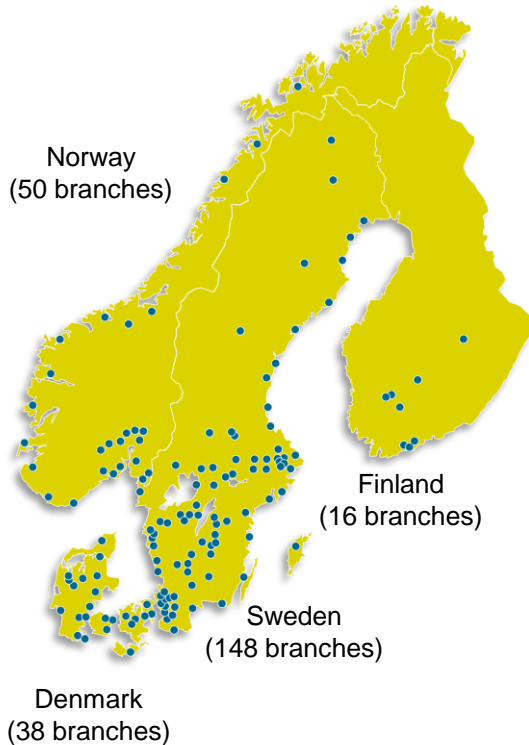 Norway
(50 branches)
Finland
(16 branches)
Sweden
(148 branches)
Denmark
(38 branches)